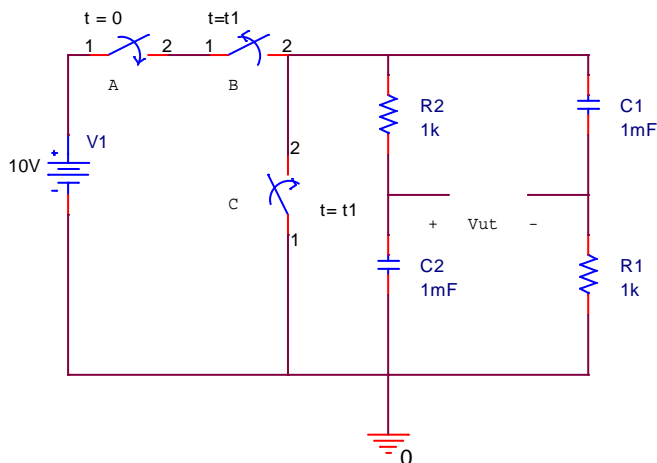 t = 0
t=t1
1
2
1
2
A
B
R2
1k
C1
1mF
V1
+
10V
-
2
C
t= t1
1
+ Vut -
C2
1mF
R1
1k
0